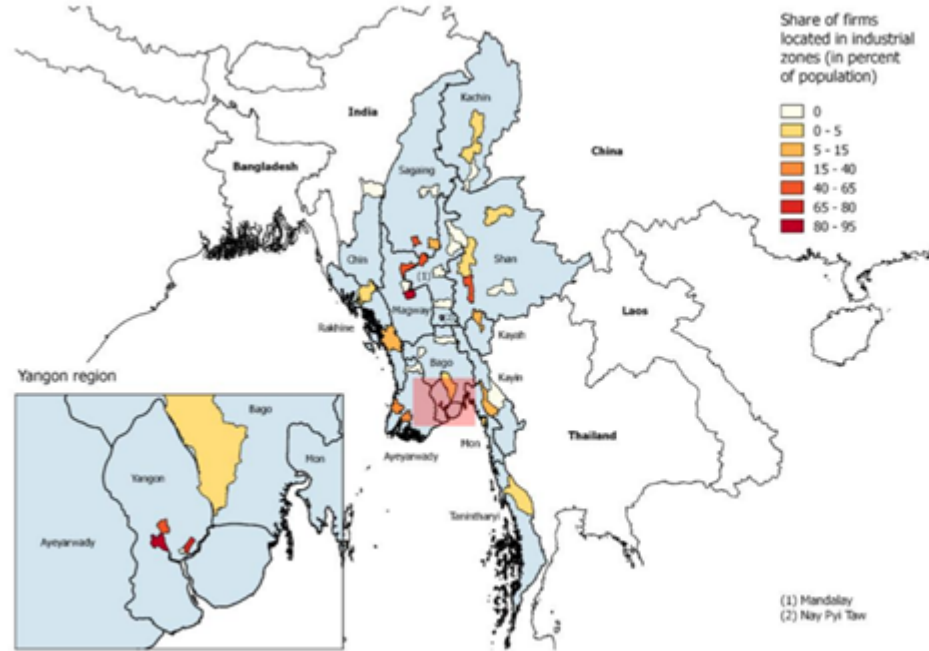 Share of firms
located in industrial
zones (in percent
of population)
0
0 - 5
5 - 15
15 - 40
40 - 65
65 - 80
80 - 95
Kachin
India
China
Bangladesh
Sagaing
Chin
(1)
Shan
Magway
Laos
Rakhine
Kayah
Bago
Kayin
Yangon region
Thailand
Ayeyarwady
Mon
Tanintharyi
Bago
Mon
Yangon
Ayeyarwady
(1) Mandalay
(2) Nay Pyi Taw